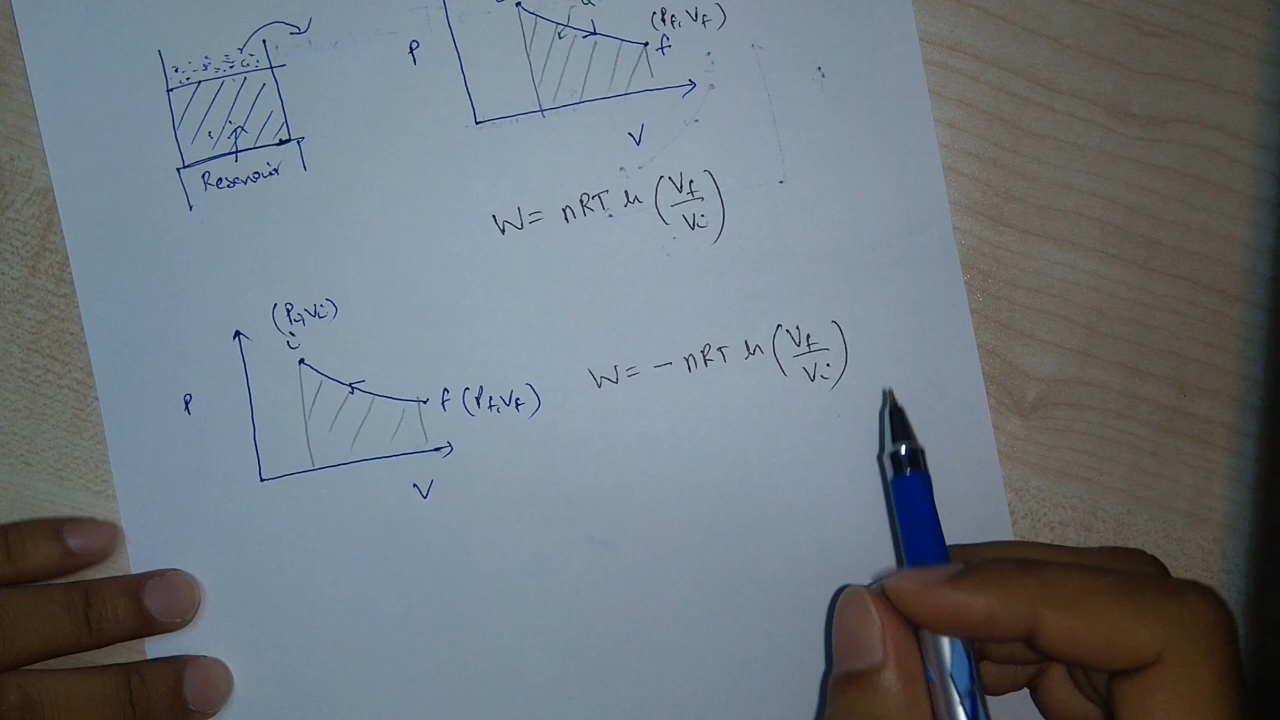 (Pf, Vf)
P
f
V
Reservoir
W = nRT ln (Vf/Vi)
(Pi, Vi)
i
P
f (Pf, Vf)
W = - nRT ln (Vf/Vi)
V